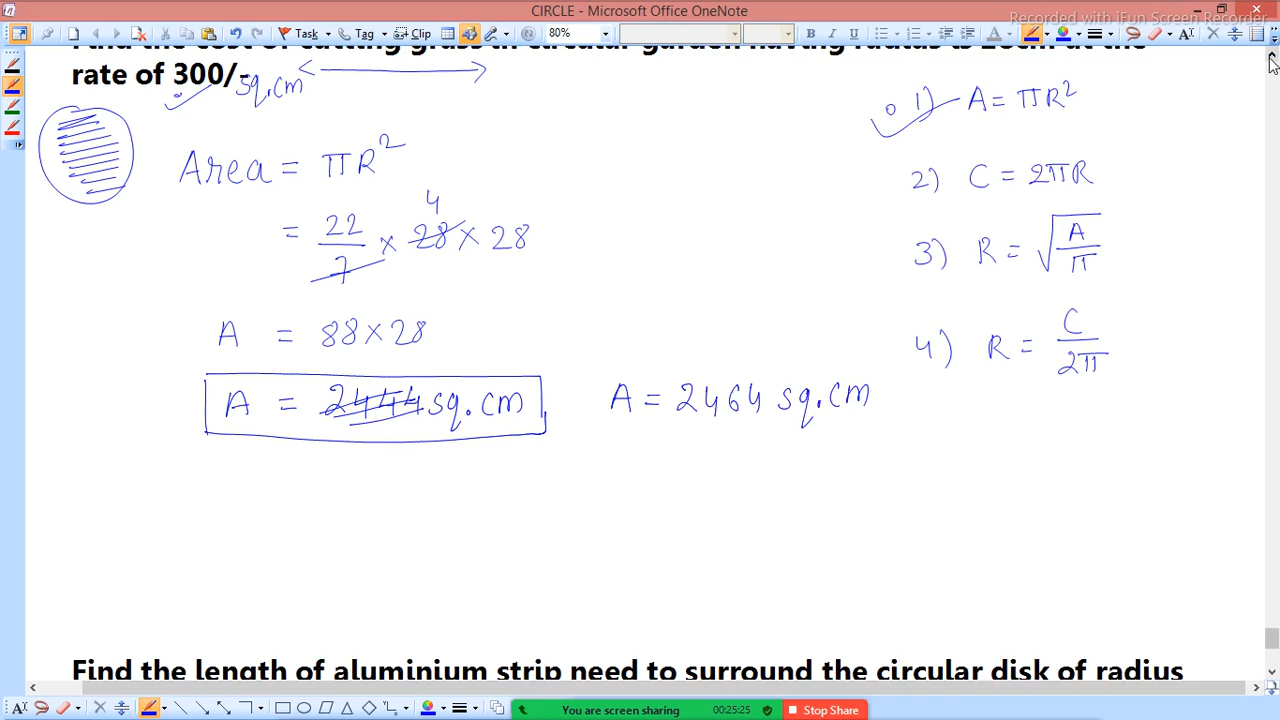 CIRCLE - Microsoft Office OneNote
Recorded with iFun Screen Recorder
Task Tag Clip 80% B I U
rate of 300/-
sq.cm
Area = πR²
= 22/7 × 28 × 28
4
A = 88×28
A = 2444 sq.cm
A = 2464 sq.cm
1) A = πR²
2) C = 2πR
3) R = √A/π
4) R = C/2π
Find the length of aluminium strip need to surround the circular disk of radius
You are screen sharing 00:25:25 Stop Share